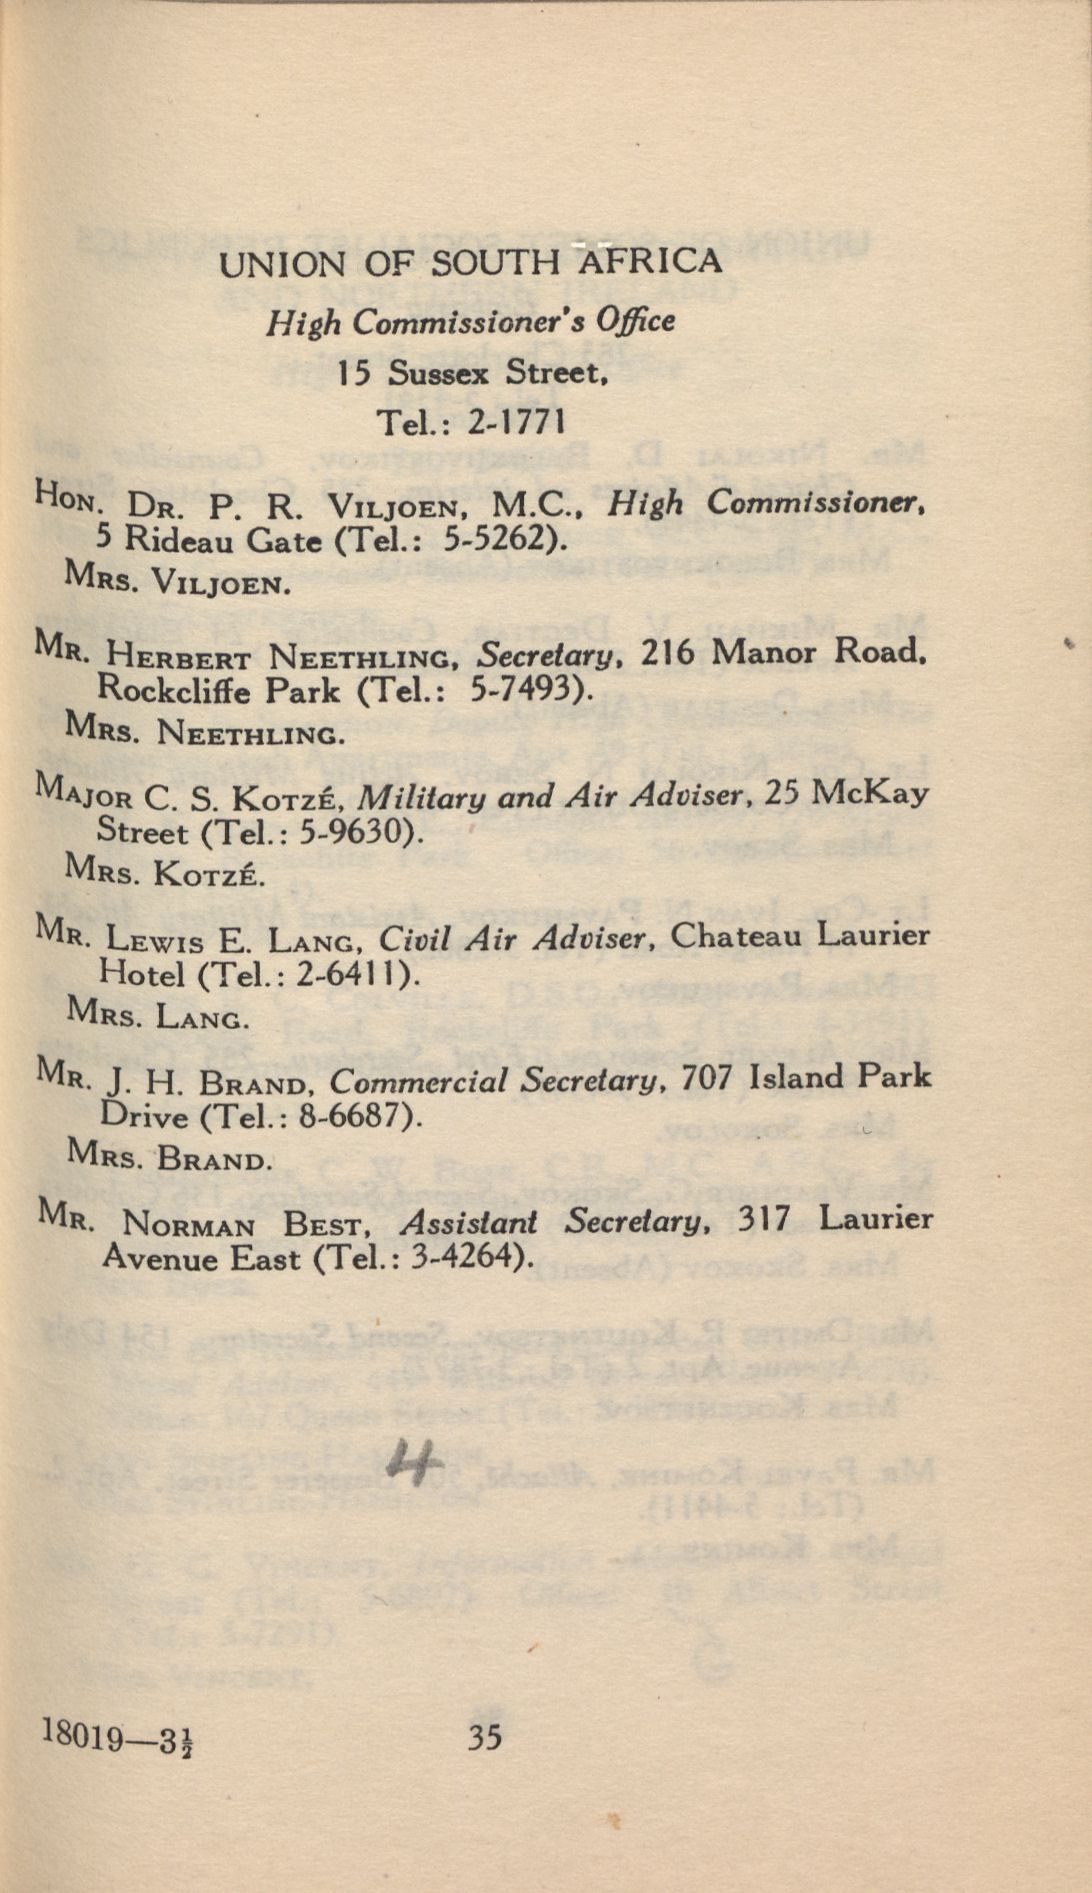 UNION OF SOUTH AFRICA
High Commissioner's Office
15 Sussex Street,
Tel.: 2-1771
HON. DR. P. R. VILJOEN, M.C., High Commissioner,
5 Rideau Gate (Tel.: 5-5262).
MRS. VILJOEN.
MR. HERBERT NEETHLING, Secretary, 216 Manor Road,
Rockcliffe Park (Tel.: 5-7493).
MRS. NEETHLING.
MAJOR C. S. KOTZÉ, Military and Air Adviser, 25 McKay
Street (Tel.: 5-9630).
MRS. KOTZÉ.
MR. LEWIS E. LANG, Civil Air Adviser, Chateau Laurier
Hotel (Tel.: 2-6411).
MRS. LANG.
MR. J. H. BRAND, Commercial Secretary, 707 Island Park
Drive (Tel.: 8-6687).
MRS. BRAND.
MR. NORMAN BEST, Assistant Secretary, 317 Laurier
Avenue East (Tel.: 3-4264).
4
18019—3½ 35